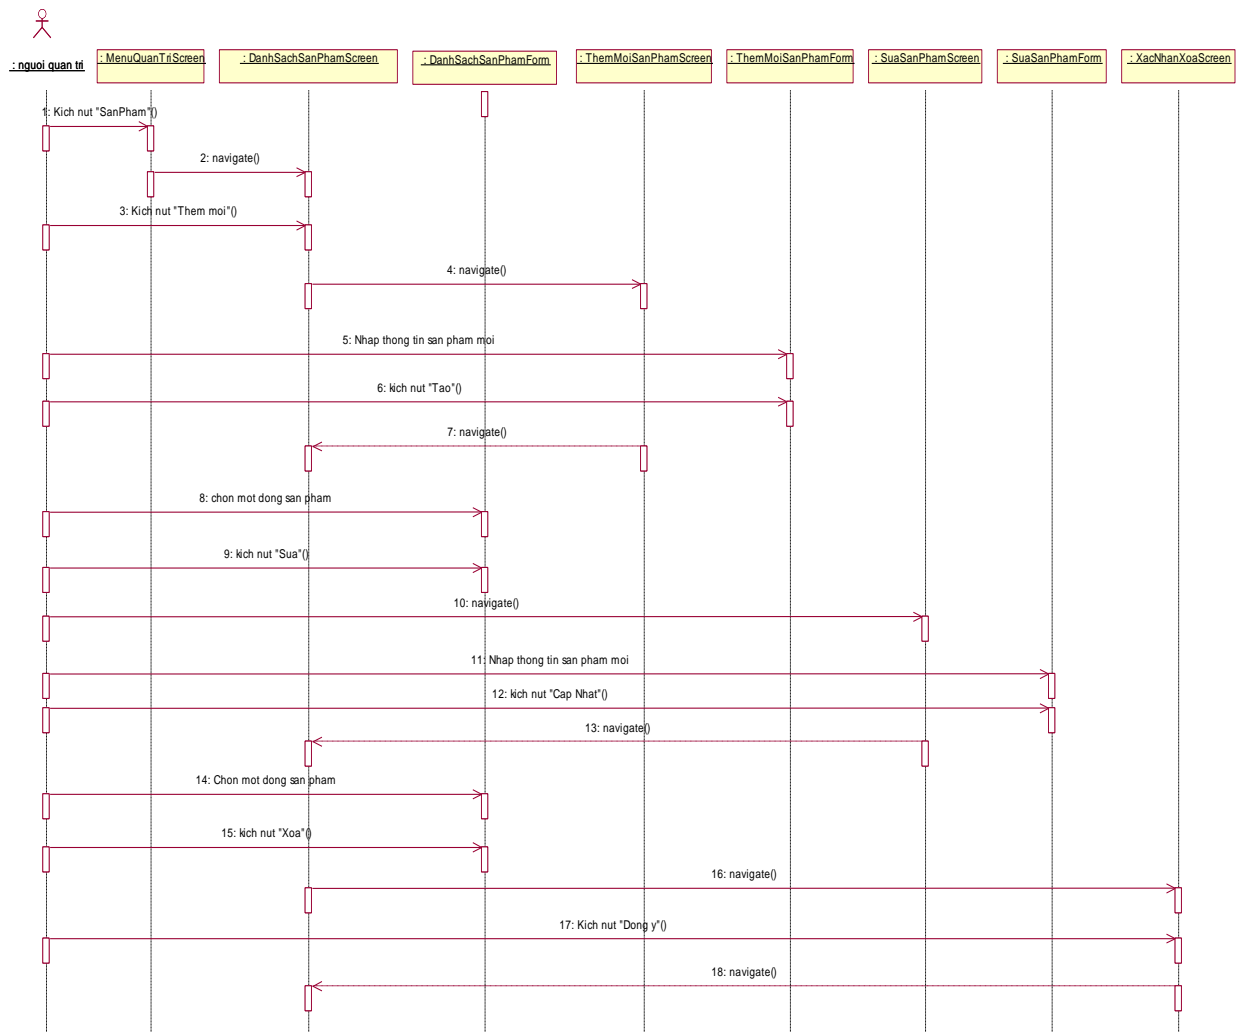 : nguoi quan tri
: MenuQuanTriScreen
: DanhSachSanPhamScreen
: DanhSachSanPhamForm
: ThemMoiSanPhamScreen
: ThemMoiSanPhamForm
: SuaSanPhamScreen
: SuaSanPhamForm
: XacNhanXoaScreen
1: Kich nut "SanPham"()
2: navigate()
3: Kich nut "Them moi"()
4: navigate()
5: Nhap thong tin san pham moi
6: kich nut "Tao"()
7: navigate()
8: chon mot dong san pham
9: kich nut "Sua"()
10: navigate()
11: Nhap thong tin san pham moi
12: kich nut "Cap Nhat"()
13: navigate()
14: Chon mot dong san pham
15: kich nut "Xoa"()
16: navigate()
17: Kich nut "Dong y"()
18: navigate()